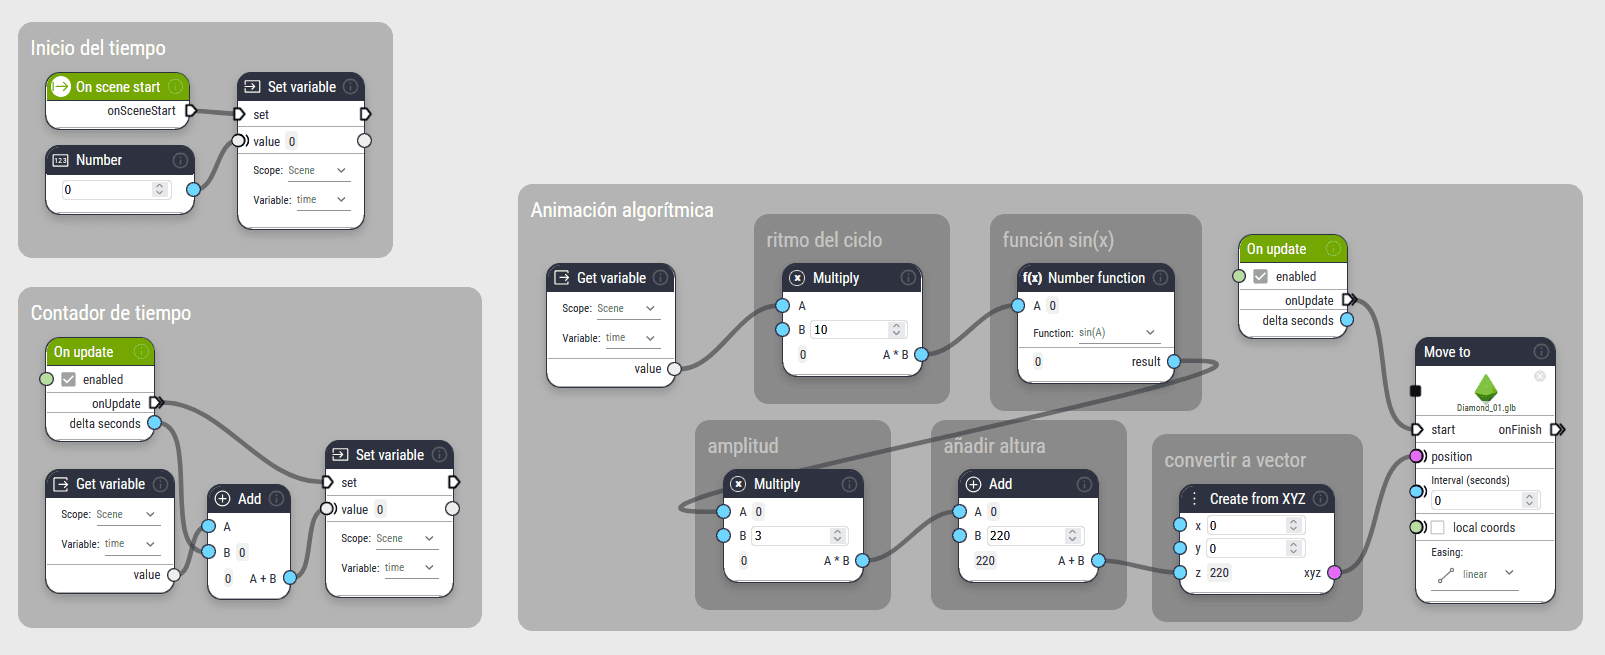 Inicio del tiempo
On scene start
onSceneStart
Number
0
Set variable
set
value 0
Scope: Scene
Variable: time
Contador de tiempo
On update
enabled
onUpdate
delta seconds
Get variable
Scope: Scene
Variable: time
value
Add
A
B 0
0 A + B
Set variable
set
value 0
Scope: Scene
Variable: time
Animación algorítmica
Get variable
Scope: Scene
Variable: time
value
ritmo del ciclo
Multiply
A
B 10
0 A * B
función sin(x)
f(x) Number function
A 0
Function: sin(A)
0 result
amplitud
Multiply
A 0
B 3
0 A * B
añadir altura
Add
A 0
B 220
220 A + B
convertir a vector
Create from XYZ
x 0
y 0
z 220 xyz
On update
enabled
onUpdate
delta seconds
Move to
Diamond_01.glb
start onFinish
position
Interval (seconds)
0
local coords
Easing:
linear